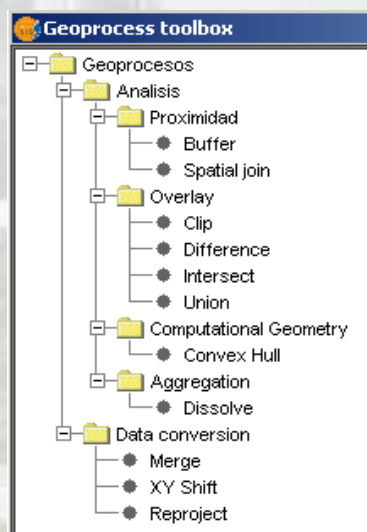 Geoprocess toolbox
Geoprocesos
Analisis
Proximidad
Buffer
Spatial join
Overlay
Clip
Difference
Intersect
Union
Computational Geometry
Convex Hull
Aggregation
Dissolve
Data conversion
Merge
XY Shift
Reproject